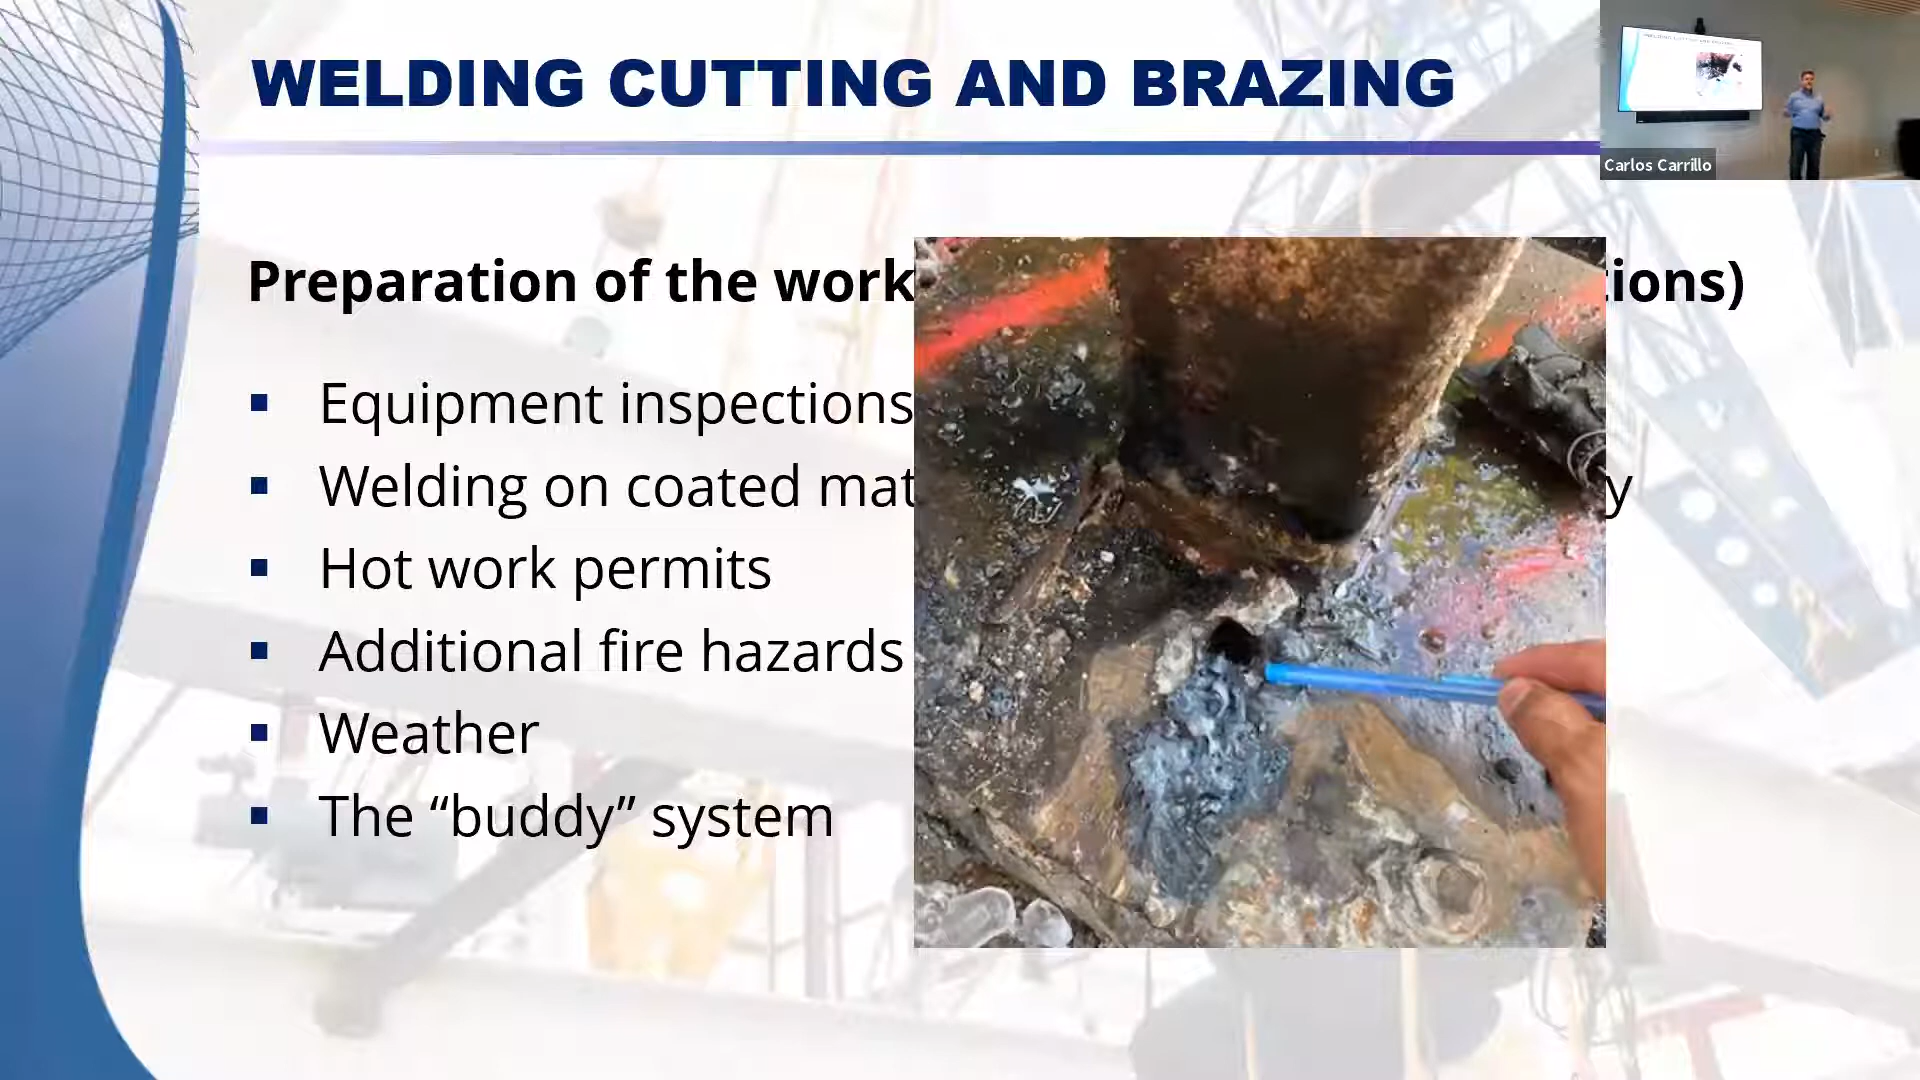 WELDING CUTTING AND BRAZING
Carlos Carrillo
Preparation of the work tions)
Equipment inspections
Welding on coated mat y
Hot work permits
Additional fire hazards
Weather
The “buddy” system